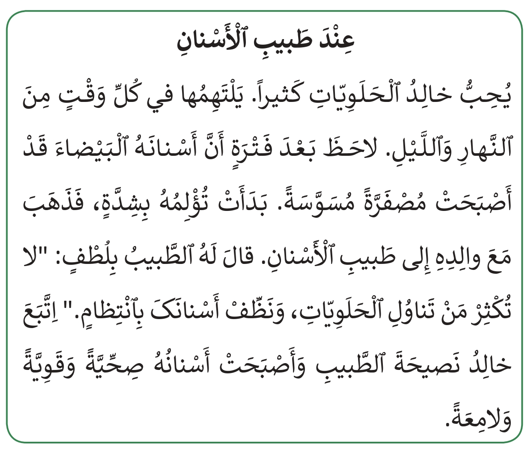 عِنْدَ طَبيبِ ٱلْأَسْنانِ
يُحِبُّ خالِدُ ٱلْحَلَوِيّاتِ كَثيراً. يَلْتَهِمُها في كُلِّ وَقْتٍ مِنَ
ٱلنَّهارِ وَٱللَّيْلِ. لاحَظَ بَعْدَ فَتْرَةٍ أَنَّ أَسْنانَهُ ٱلْبَيْضاءَ قَدْ
أَصْبَحَتْ مُصْفَرَّةً مُسَوَّسَةً. بَدَأَتْ تُؤْلِمُهُ بِشِدَّةٍ، فَذَهَبَ
مَعَ والِدِهِ إِلى طَبيبِ ٱلْأَسْنانِ. قالَ لَهُ ٱلطَّبيبُ بِلُطْفٍ: "لا
تُكْثِرْ مَنْ تَناوُلِ ٱلْحَلَوِيّاتِ، وَنَظِّفْ أَسْنانَكَ بِٱنْتِظامٍ." اِتَّبَعَ
خالِدُ نَصيحَةَ ٱلطَّبيبِ وَأَصْبَحَتْ أَسْنانُهُ صِحِّيَّةً وَقَوِيَّةً
وَلامِعَةً.